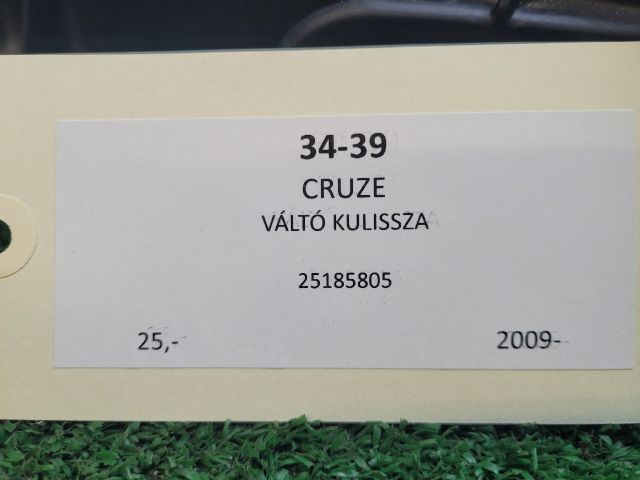 34-39
CRUZE
VÁLTÓ KULISSZA
25185805
25,- 2009-